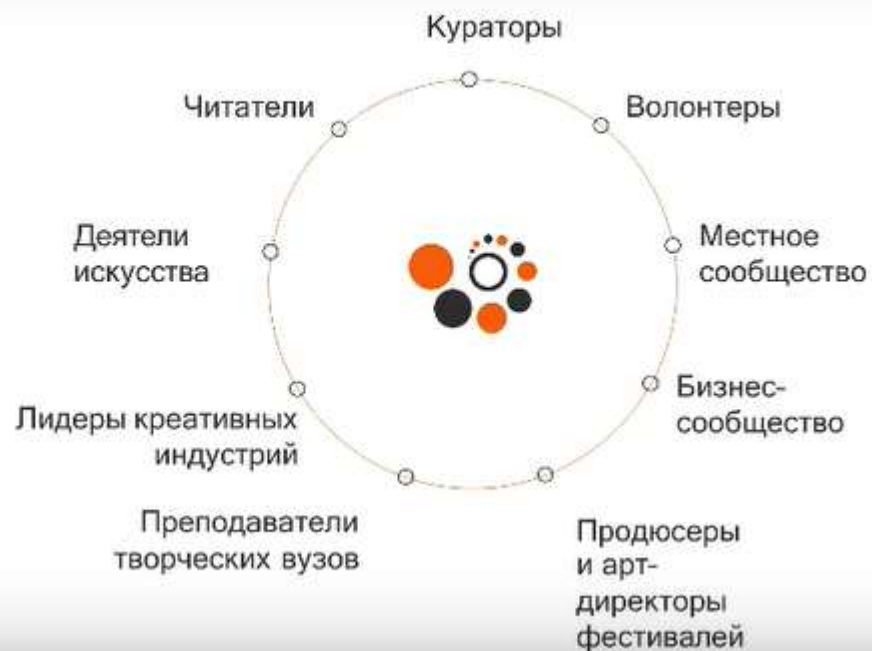 Кураторы
Волонтеры
Местное
сообщество
Бизнес-
сообщество
Продюсеры
и арт-
директоры
фестивалей
Преподаватели
творческих вузов
Лидеры креативных
индустрий
Деятели
искусства
Читатели